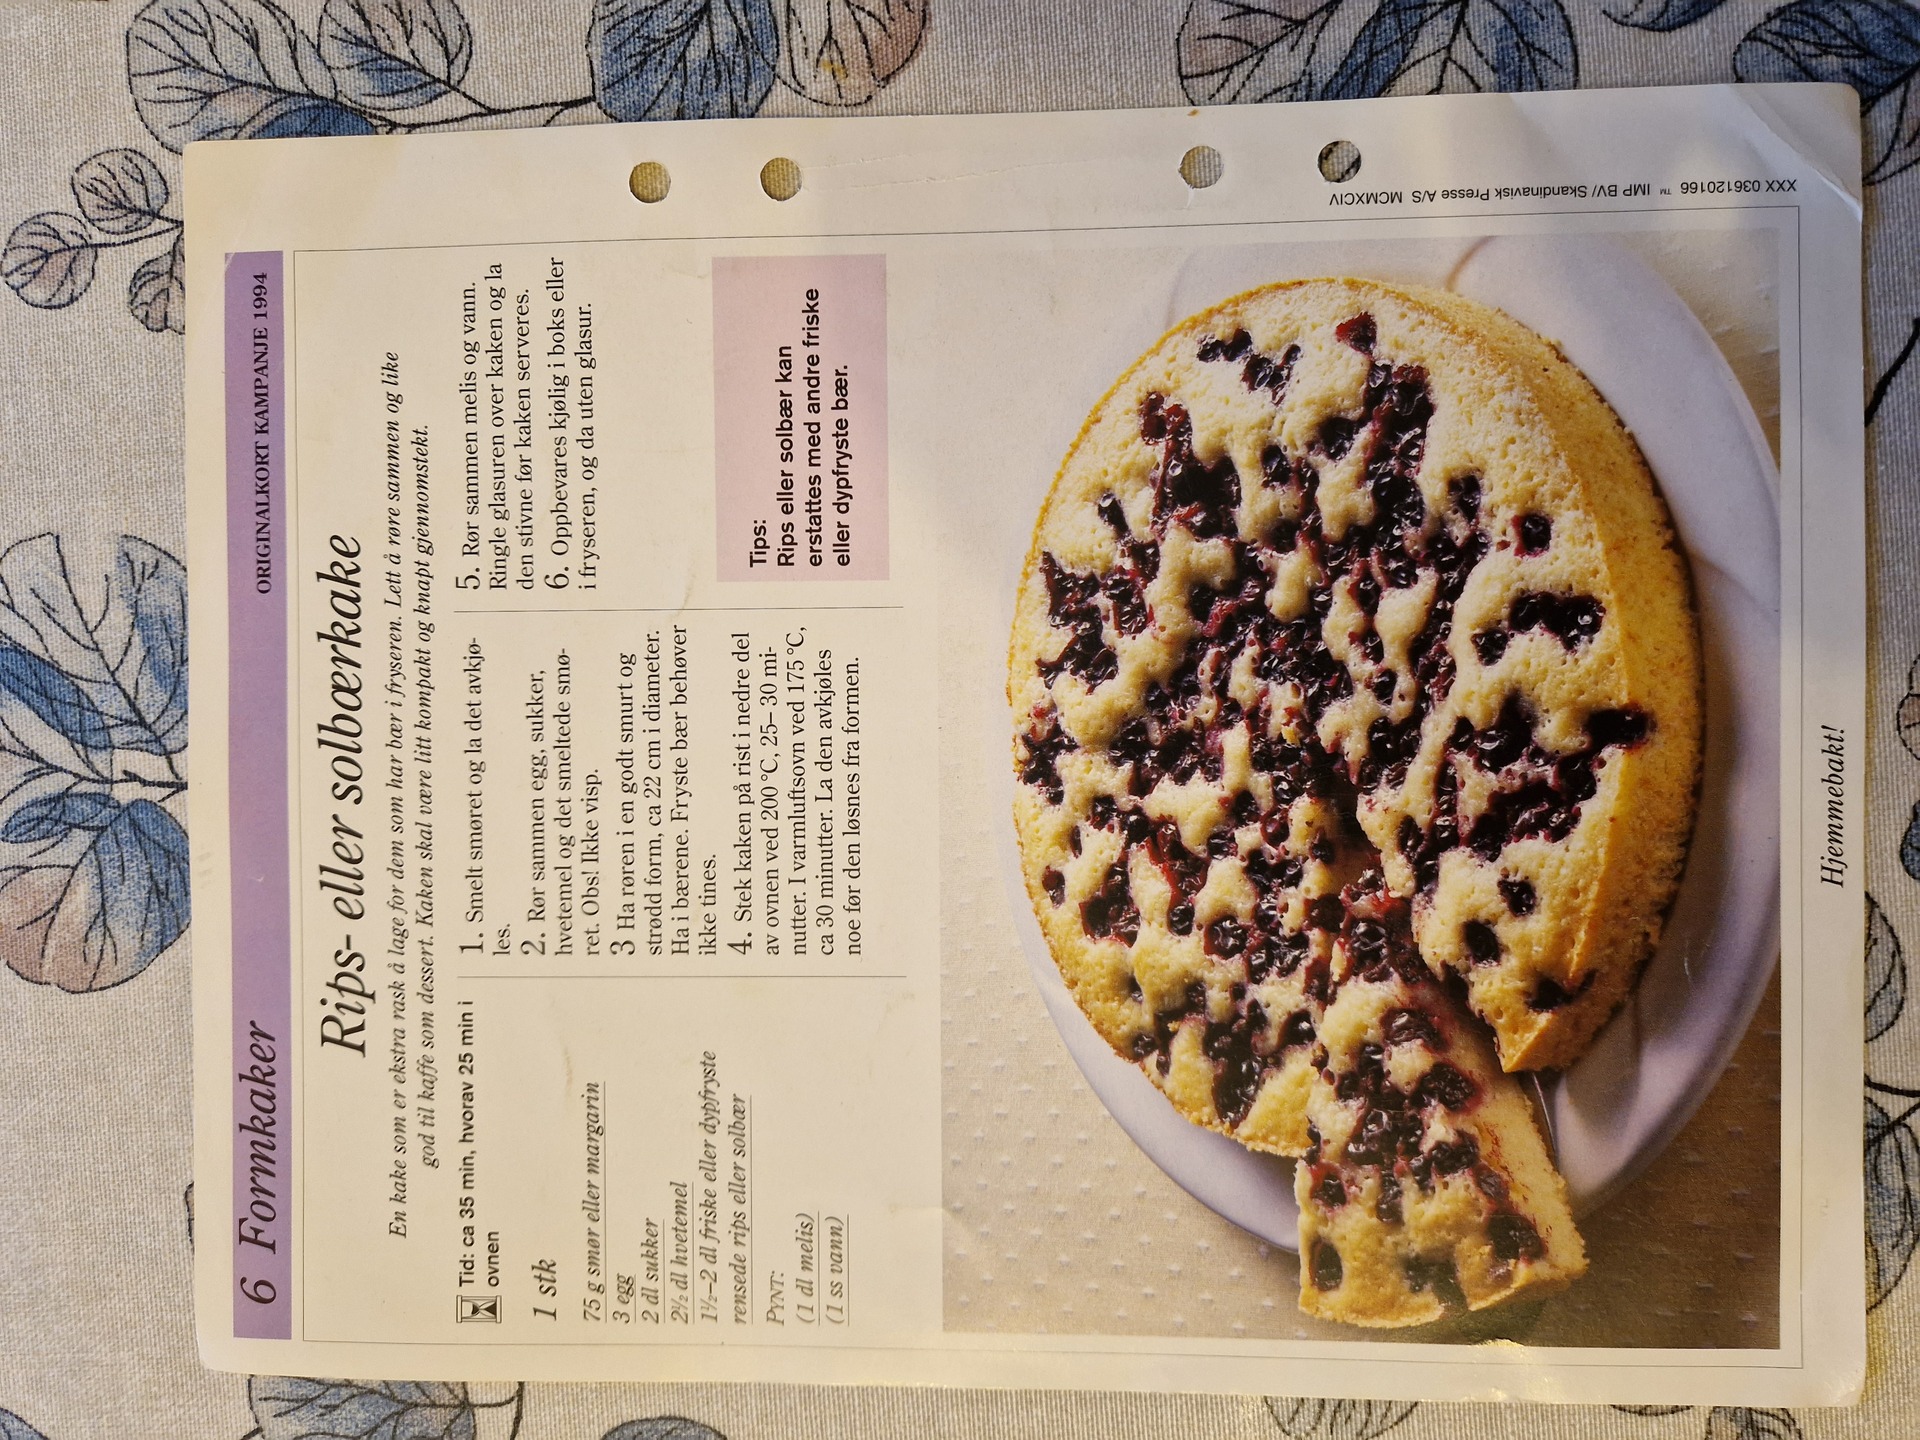 6 Formkaker
ORIGINALKORT KAMPANJE 1994
Rips- eller solbærkake
En kake som er ekstra rask å lage for dem som har bær i fryseren. Lett å røre sammen og like
god til kaffe som dessert. Kaken skal være litt kompakt og knapt gjennomstekt.
Tid: ca 35 min, hvorav 25 min i
ovnen
1 stk
75 g smør eller margarin
3 egg
2 dl sukker
2½ dl hvetemel
1½–2 dl friske eller dypfryste
rensede rips eller solbær
PYNT:
(1 dl melis)
(1 ss vann)
1. Smelt smøret og la det avkjø-
les.
2. Rør sammen egg, sukker,
hvetemel og det smeltede smø-
ret. Obs! Ikke visp.
3 Ha røren i en godt smurt og
strødd form, ca 22 cm i diameter.
Ha i bærene. Fryste bær behøver
ikke tines.
4. Stek kaken på rist i nedre del
av ovnen ved 200 °C, 25– 30 mi-
nutter. I varmluftsovn ved 175 °C,
ca 30 minutter. La den avkjøles
noe før den løsnes fra formen.
5. Rør sammen melis og vann.
Ringle glasuren over kaken og la
den stivne før kaken serveres.
6. Oppbevares kjølig i boks eller
i fryseren, og da uten glasur.
Tips:
Rips eller solbær kan
erstattes med andre friske
eller dypfryste bær.
XXX 036120166 ™ IMP BV/ Skandinavisk Presse A/S MCMXCIV
Hjemmebakt!